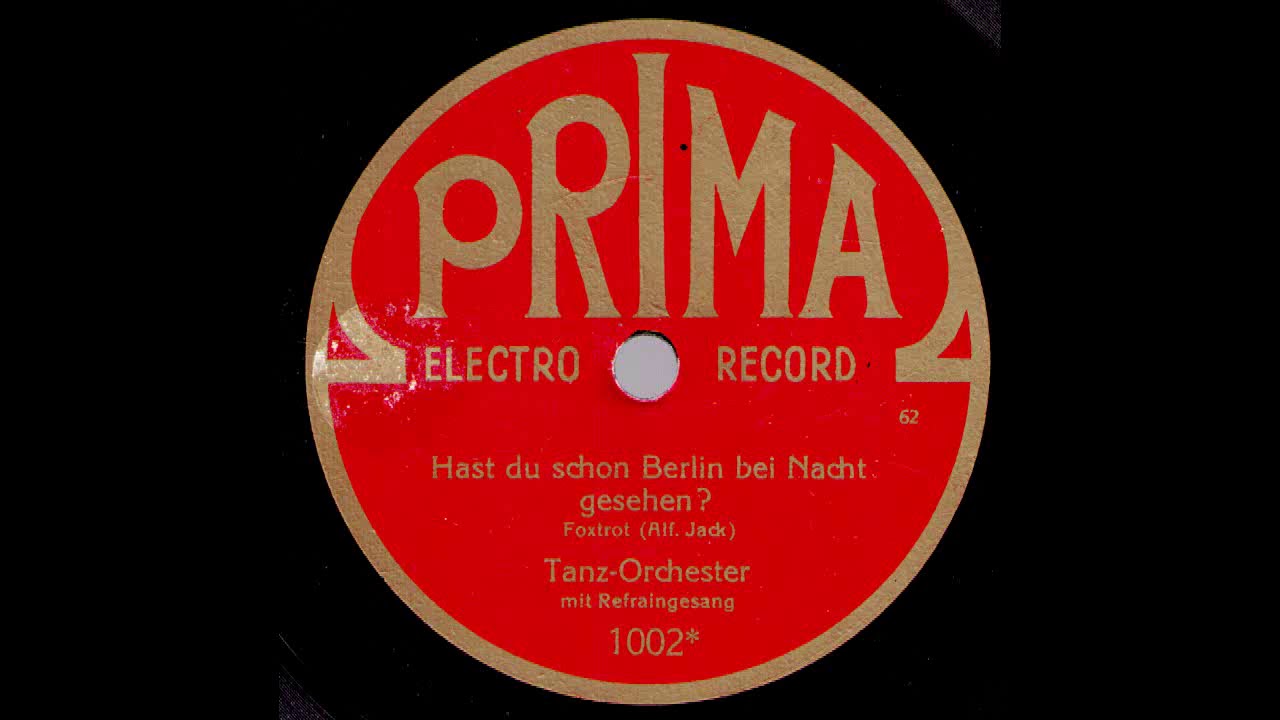 PRIMA
ELECTRO RECORD
62
Hast du schon Berlin bei Nacht
gesehen?
Foxtrot (Alf. Jack)
Tanz-Orchester
mit Refraingesang
1002*